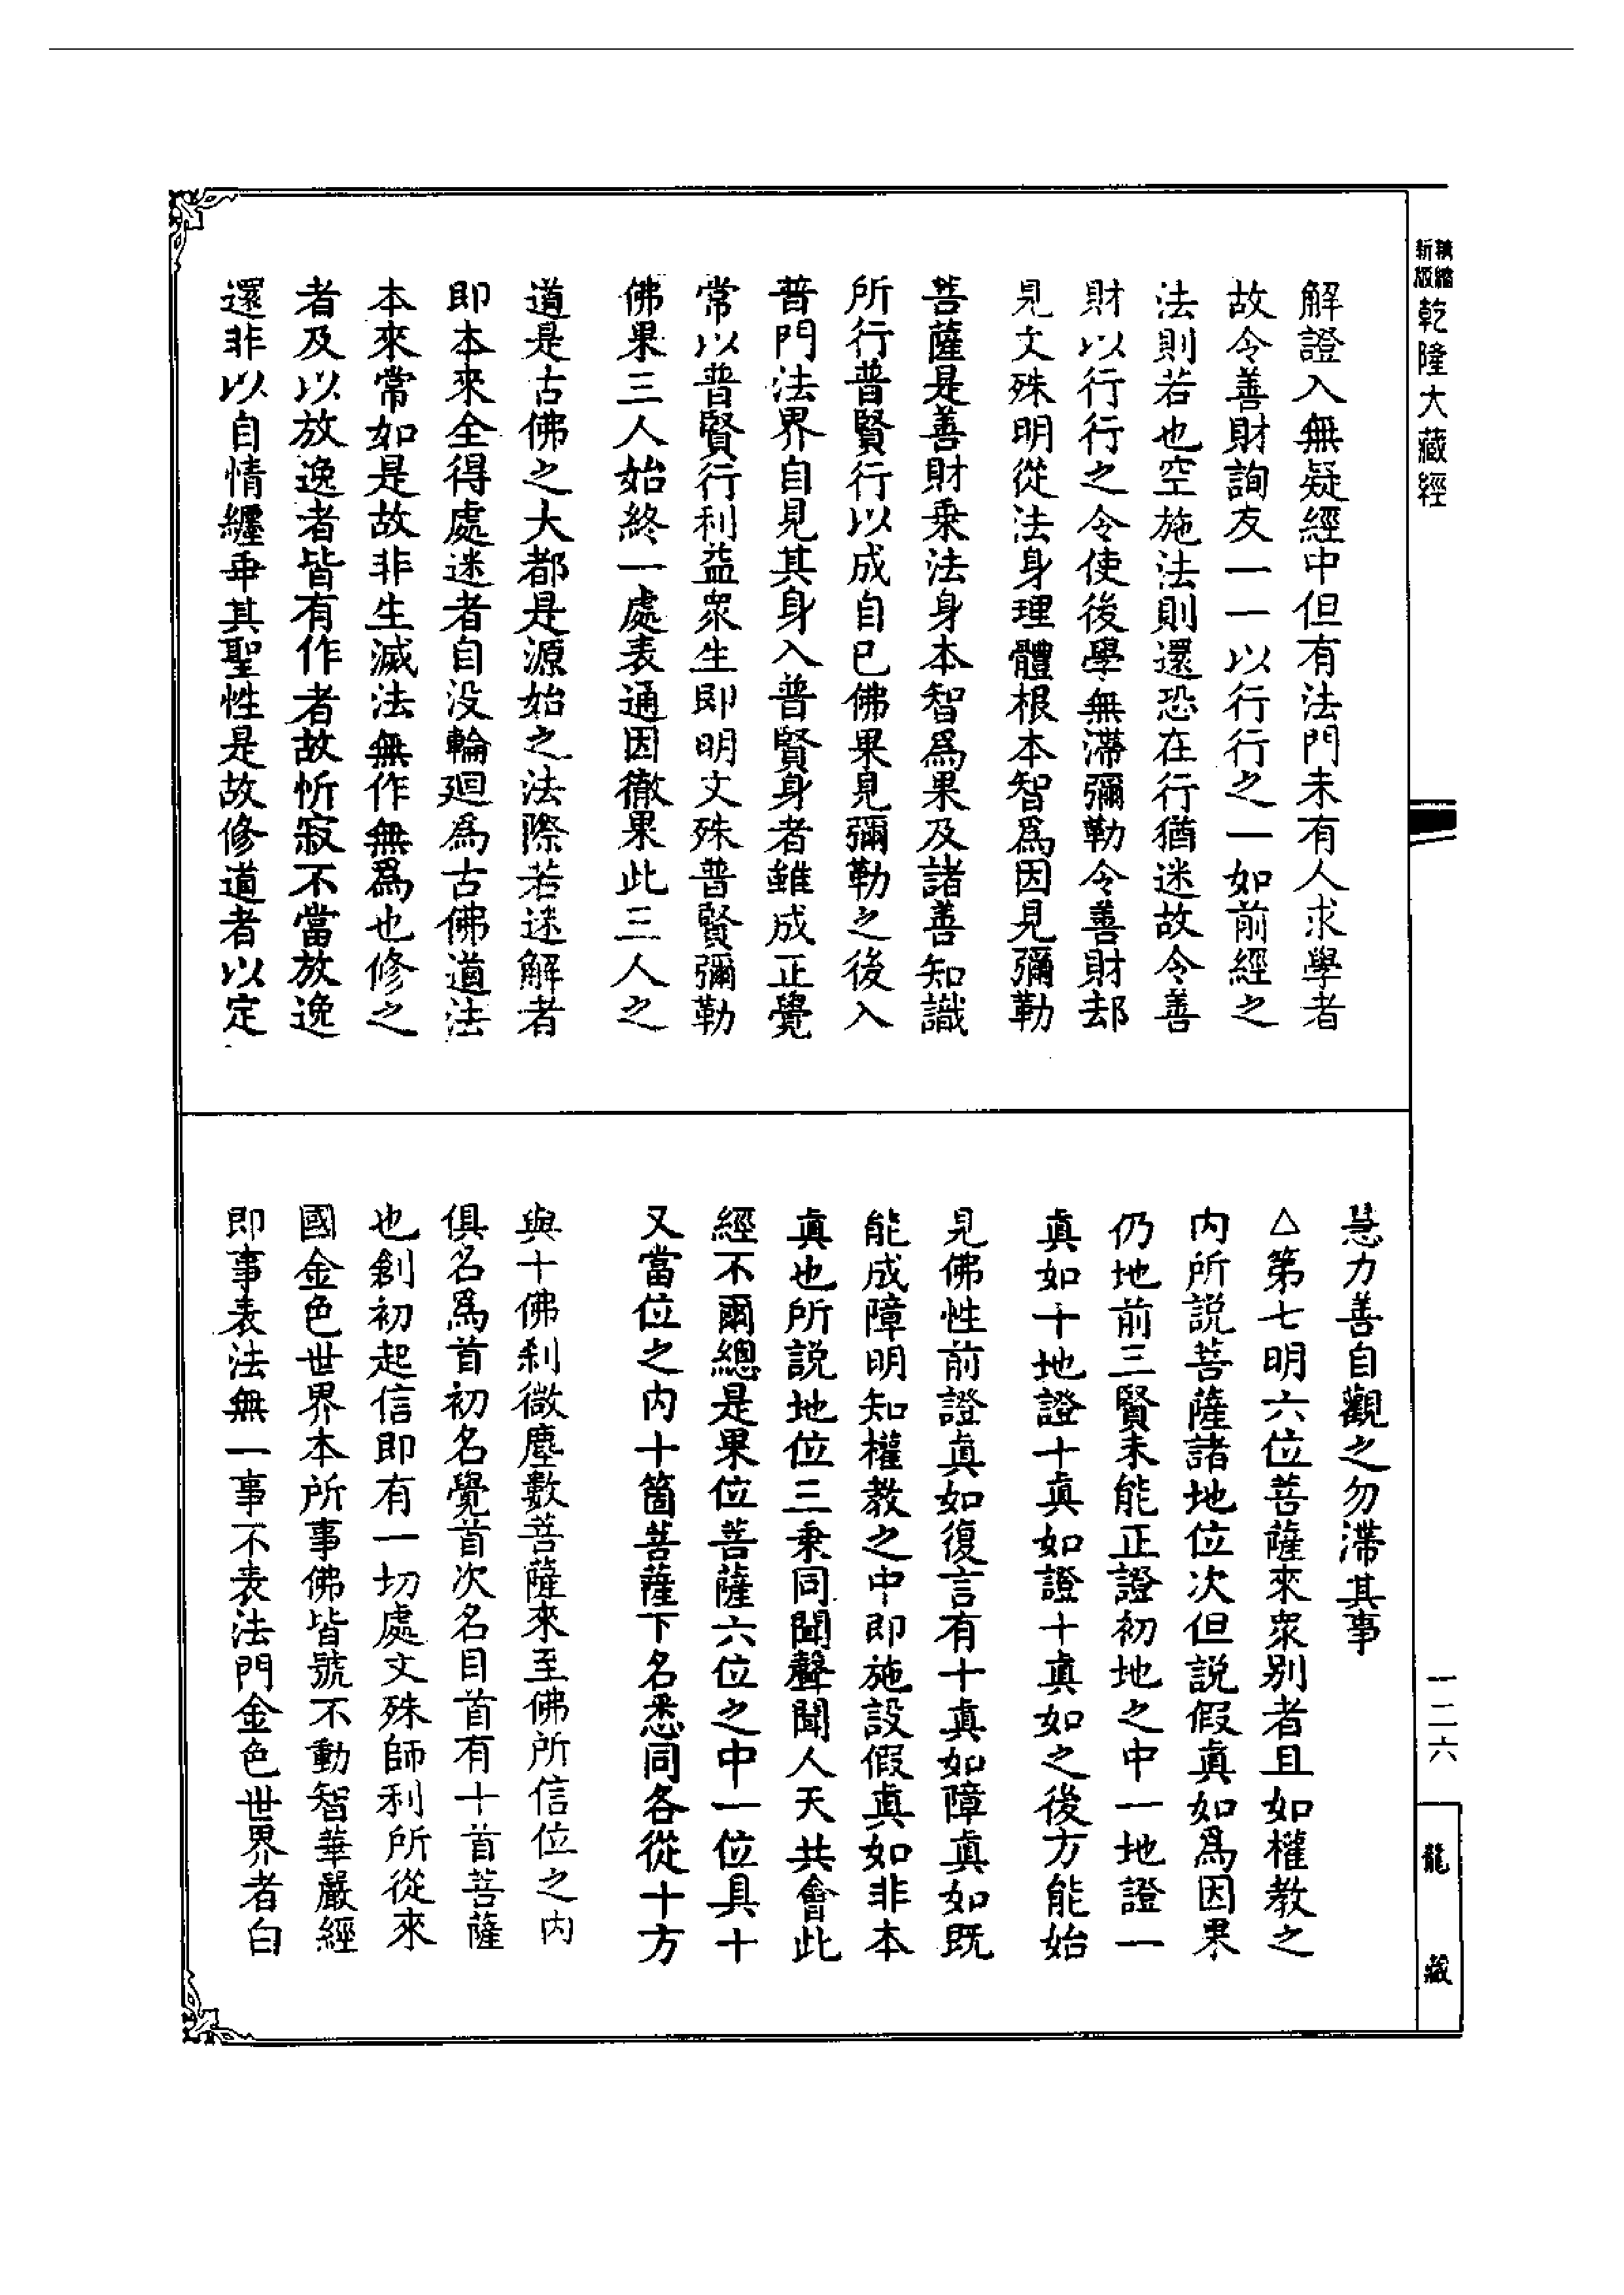 精縮
新版
乾隆大藏經
解證入無疑經中但有法門未有人求學者
故令善財詢友一一以行行之一如前經之
法則若也空施法則還恐在行猶迷故令善
財以行行之令使後學無滯彌勒令善財却
見文殊明從法身理體根本智爲因見彌勒
菩薩是善財乗法身本智爲果及諸善知識
所行普賢行以成自已佛果見彌勒之後入
普門法界自見其身入普賢身者雖成正覺
常以普賢行利益衆生即明文殊普賢彌勒
佛果三人始終一處表通因徹果此三人之
道是古佛之大都是源始之法際若迷解者
即本來全得處迷者自没輪廻爲古佛道法
本來常如是故非生滅法無作無爲也修之
者及以放逸者皆有作者故忻寂不當放逸
還非以自情纒垂其聖性是故修道者以定
慧力善自觀之勿滯其事
△第七明六位菩薩來衆别者且如權教之
内所説菩薩諸地位次但説假真如爲因果
仍地前三賢未能正證初地之中一地證一
真如十地證十真如證十真如之後方能始
見佛性前證真如復言有十真如障真如既
能成障明知權教之中即施設假真如非本
真也所説地位三乗同聞聲聞人天共會此
經不爾總是果位菩薩六位之中一位具十
又當位之内十箇菩薩下名悉同各從十方
與十佛刹微塵數菩薩來至佛所信位之内
俱名爲首初名覺首次名目首有十首菩薩
也創初起信即有一切處文殊師利所從來
國金色世界本所事佛皆號不動智華嚴經
即事表法無一事不表法門金色世界者白
一二六
龍
藏